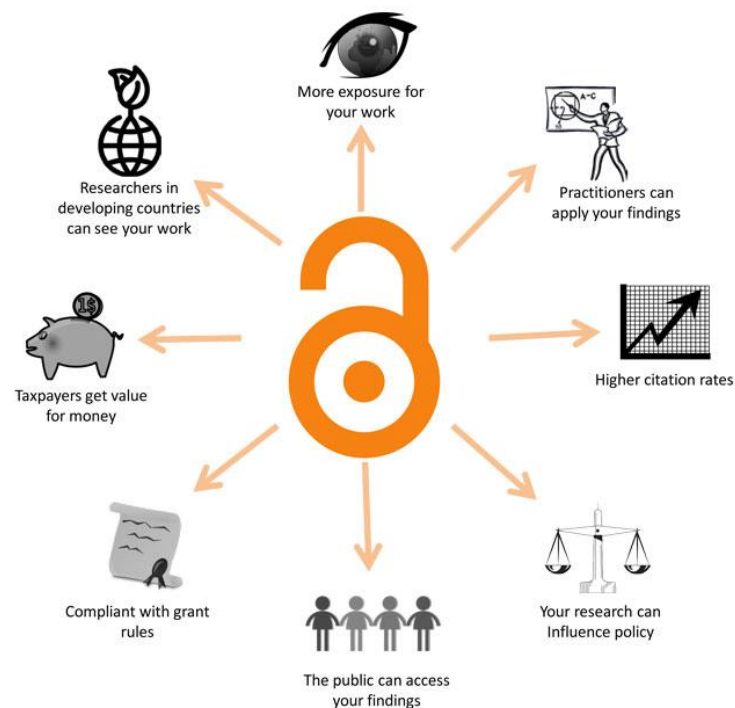 More exposure for
your work
Practitioners can
apply your findings
A=C
Higher citation rates
Your research can
Influence policy
The public can access
your findings
Compliant with grant
rules
1$
Taxpayers get value
for money
Researchers in
developing countries
can see your work